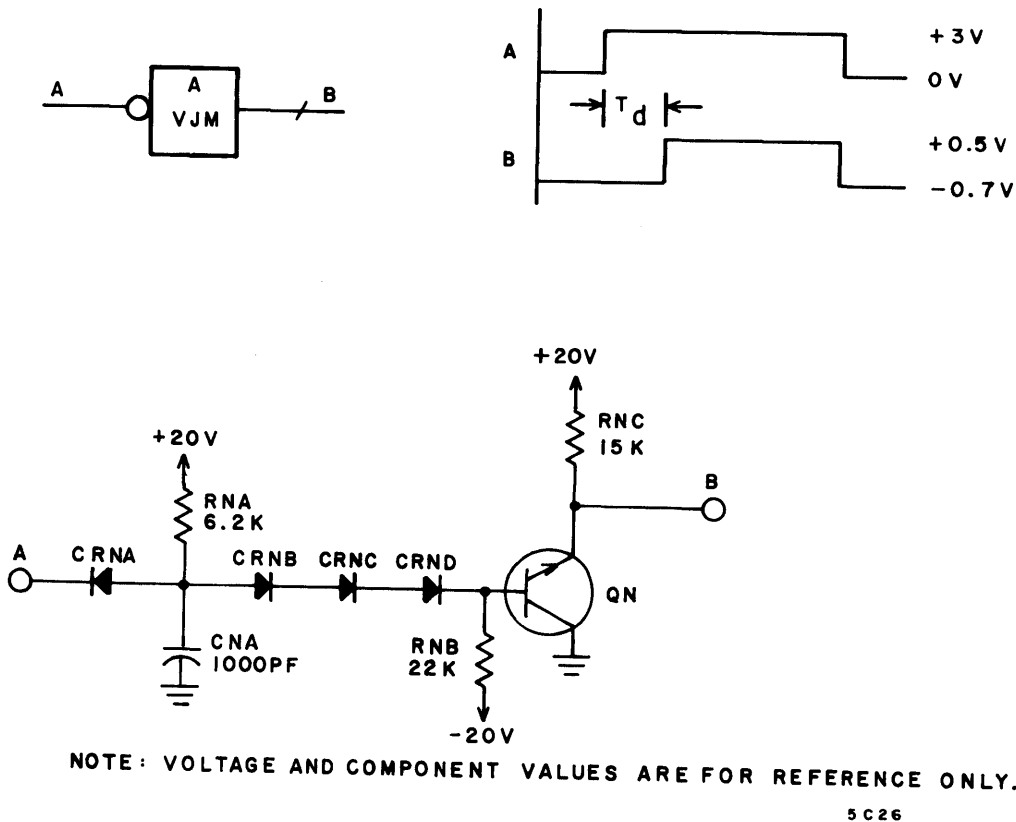 A
A
VJM
B
A
+3V
0V
Td
B
+0.5V
-0.7V
+20V
RNC
15K
B
+20V
RNA
6.2K
A
CRNA
CRNB
CRNC
CRND
QN
CNA
1000PF
RNB
22K
-20V
NOTE: VOLTAGE AND COMPONENT VALUES ARE FOR REFERENCE ONLY.
5C26